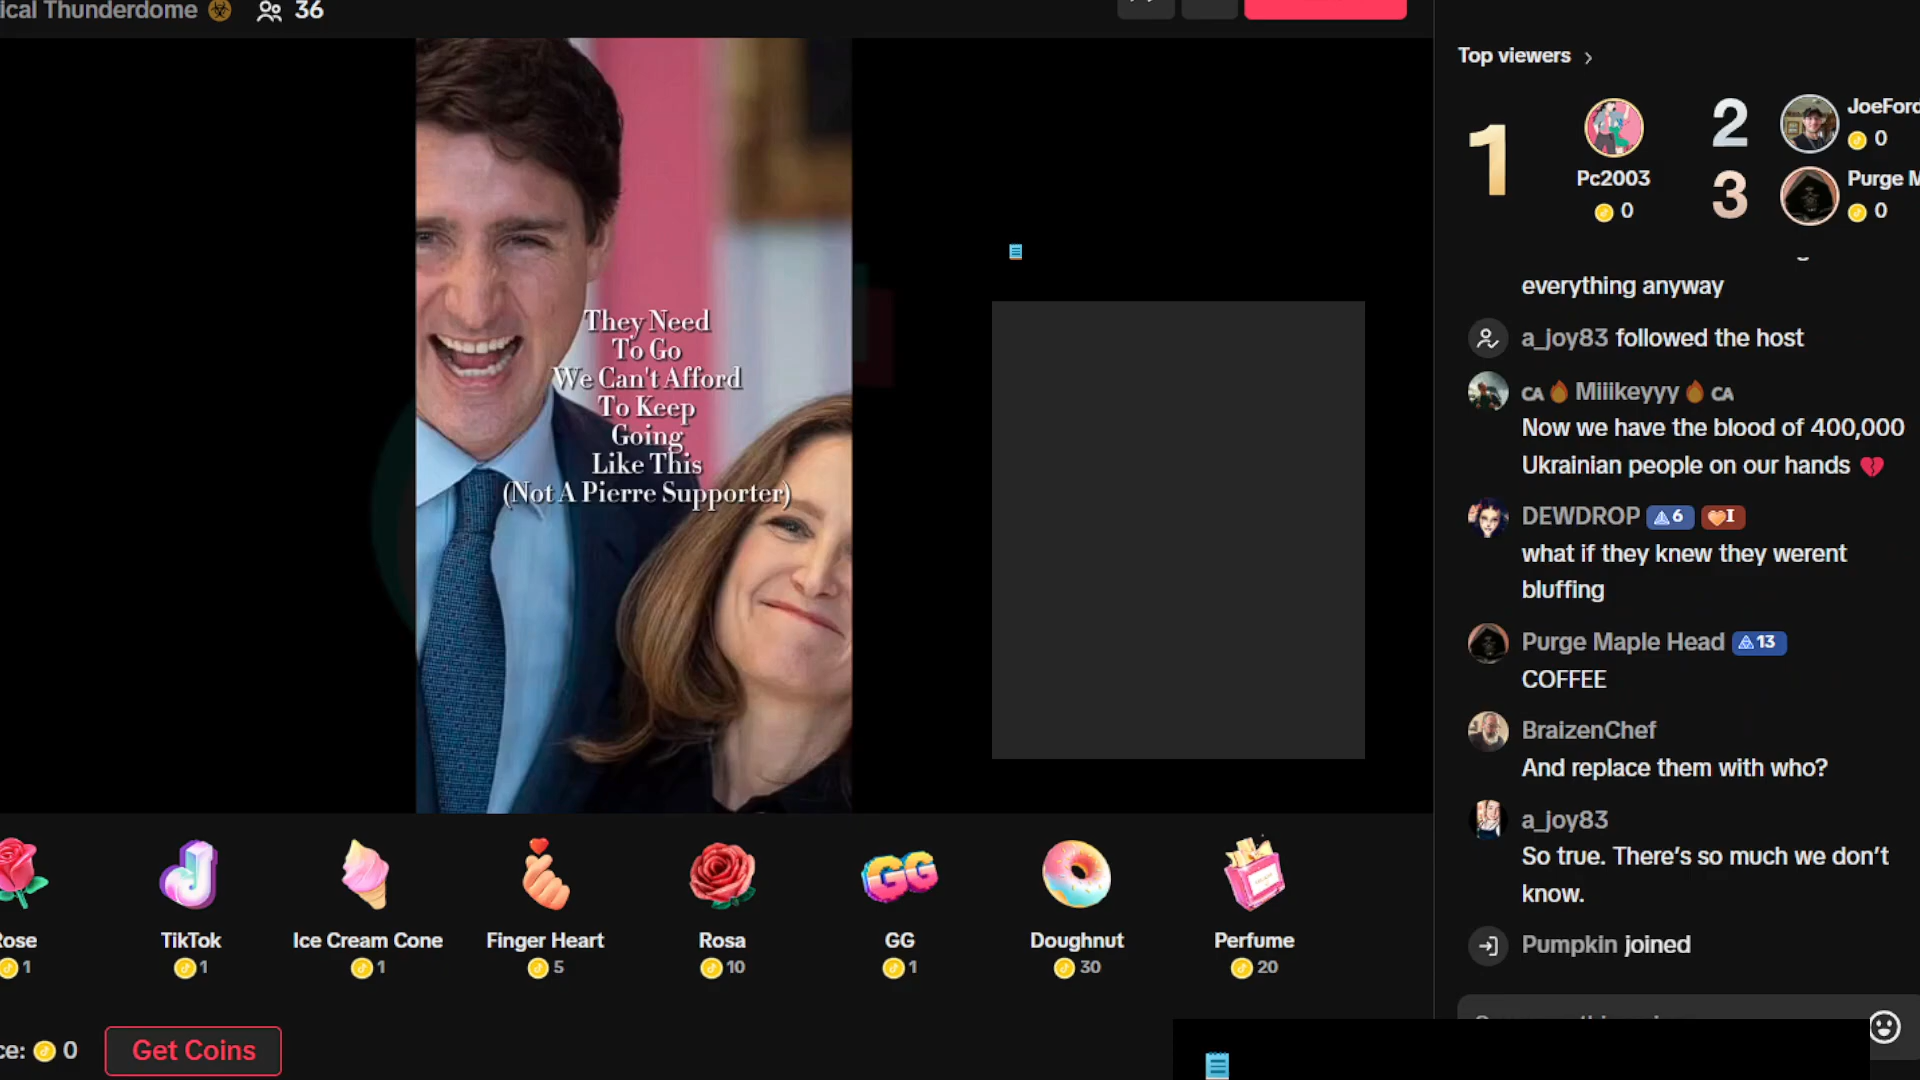 ical Thunderdome 36
They Need
To Go
We Can't Afford
To Keep
Going
Like This
(Not A Pierre Supporter)
Rose
1
TikTok
1
Ice Cream Cone
1
Finger Heart
5
Rosa
10
GG
1
Doughnut
30
Perfume
20
ce: 0
Get Coins
Top viewers
1
Pc2003
0
2
JoeFord
0
3
Purge M
0
everything anyway
a_joy83 followed the host
CA Miiikeyyy CA
Now we have the blood of 400,000
Ukrainian people on our hands
DEWDROP 6 I
what if they knew they werent
bluffing
Purge Maple Head 13
COFFEE
BraizenChef
And replace them with who?
a_joy83
So true. There's so much we don't
know.
Pumpkin joined